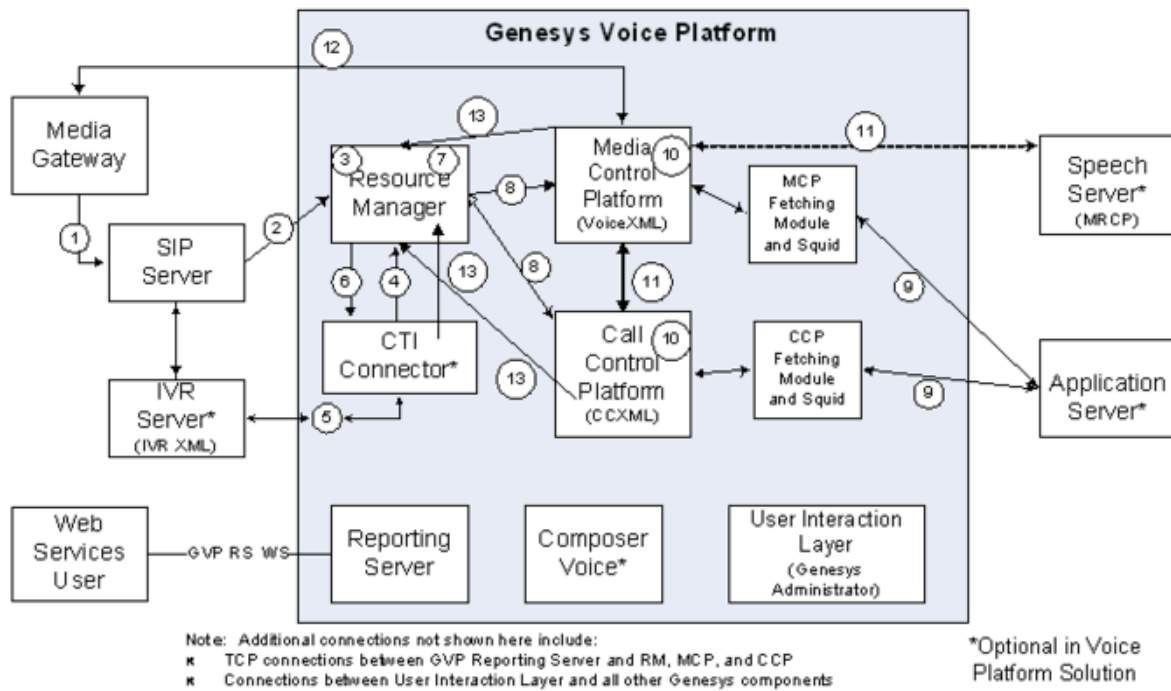 Genesys Voice Platform
12
Media
Gateway
13
3
7
Resource
Manager
8
Media
Control
Platform
(VoiceXML)
10
11
Speech
Server*
(MRCP)
MCP
Fetching
Module
and Squid
1
2
SIP
Server
6
4
13
8
11
9
CTI
Connector*
13
Call
Control
Platform
(CCXML)
10
CCP
Fetching
Module
and Squid
9
Application
Server*
IVR
Server*
(IVR XML)
5
Web
Services
User
GVP RS WS
Reporting
Server
Composer
Voice*
User Interaction
Layer
(Genesys
Administrator)
Note: Additional connections not shown here include:
ж TCP connections between GVP Reporting Server and RM, MCP, and CCP
ж Connections between User Interaction Layer and all other Genesys components
*Optional in Voice
Platform Solution